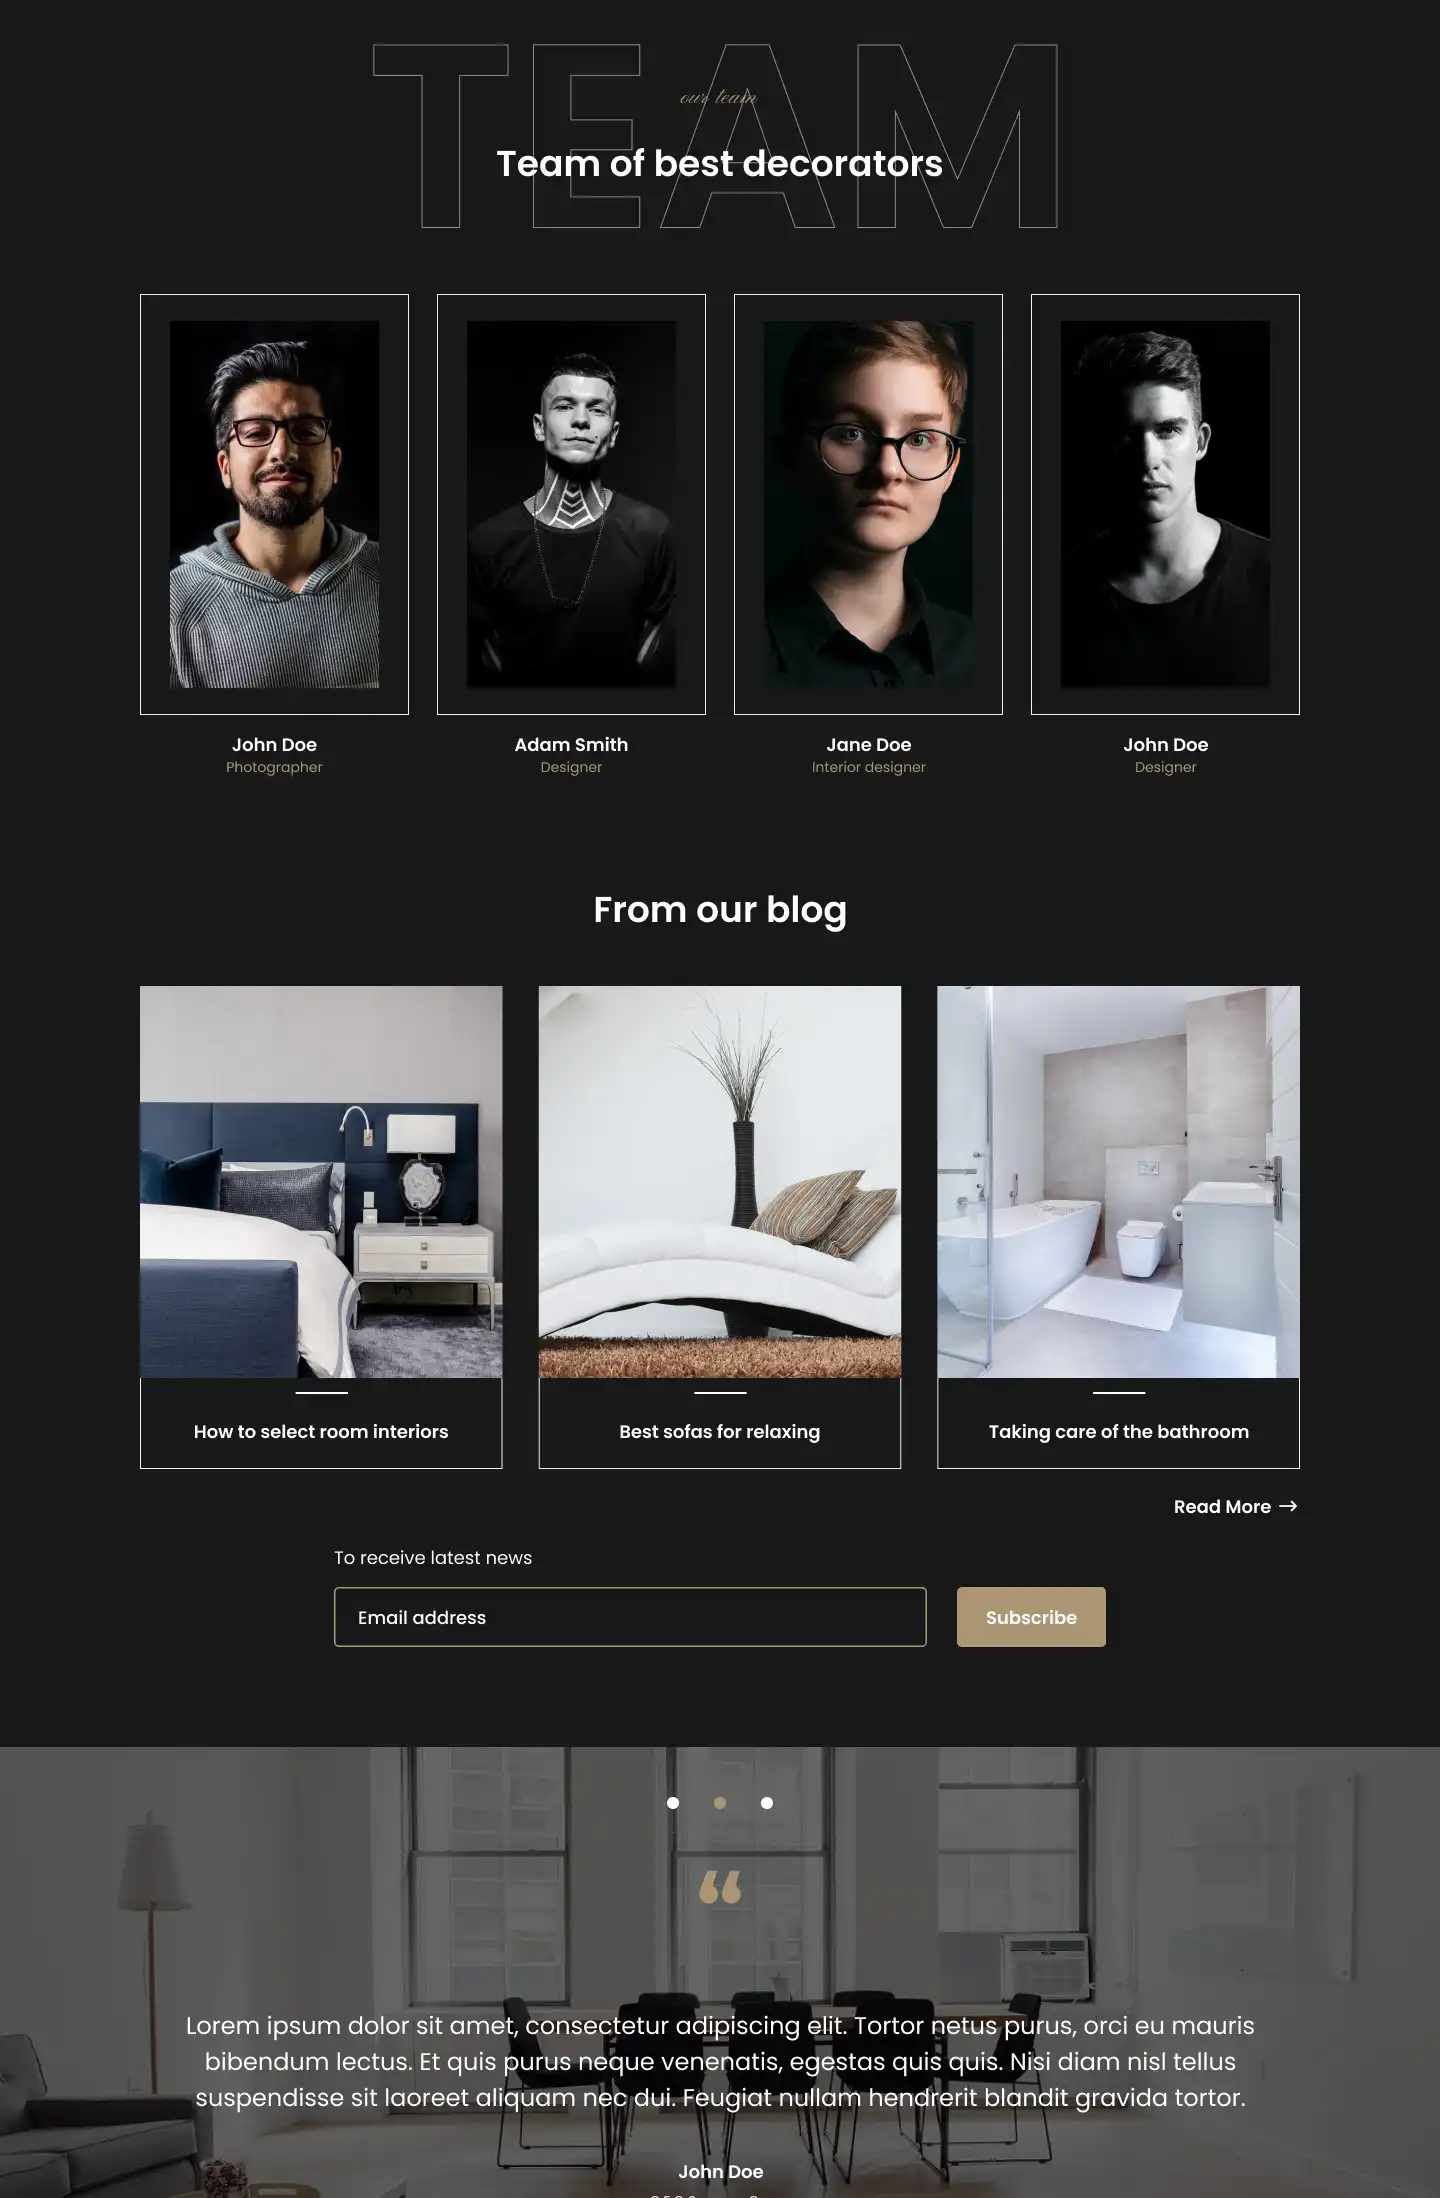 TEAM
our team
Team of best decorators
John Doe
Photographer
Adam Smith
Designer
Jane Doe
Interior designer
John Doe
Designer
From our blog
How to select room interiors
Best sofas for relaxing
Taking care of the bathroom
Read More →
To receive latest news
Email address
Subscribe
“
Lorem ipsum dolor sit amet, consectetur adipiscing elit. Tortor netus purus, orci eu mauris
bibendum lectus. Et quis purus neque venenatis, egestas quis quis. Nisi diam nisl tellus
suspendisse sit laoreet aliquam nec dui. Feugiat nullam hendrerit blandit gravida tortor.
John Doe